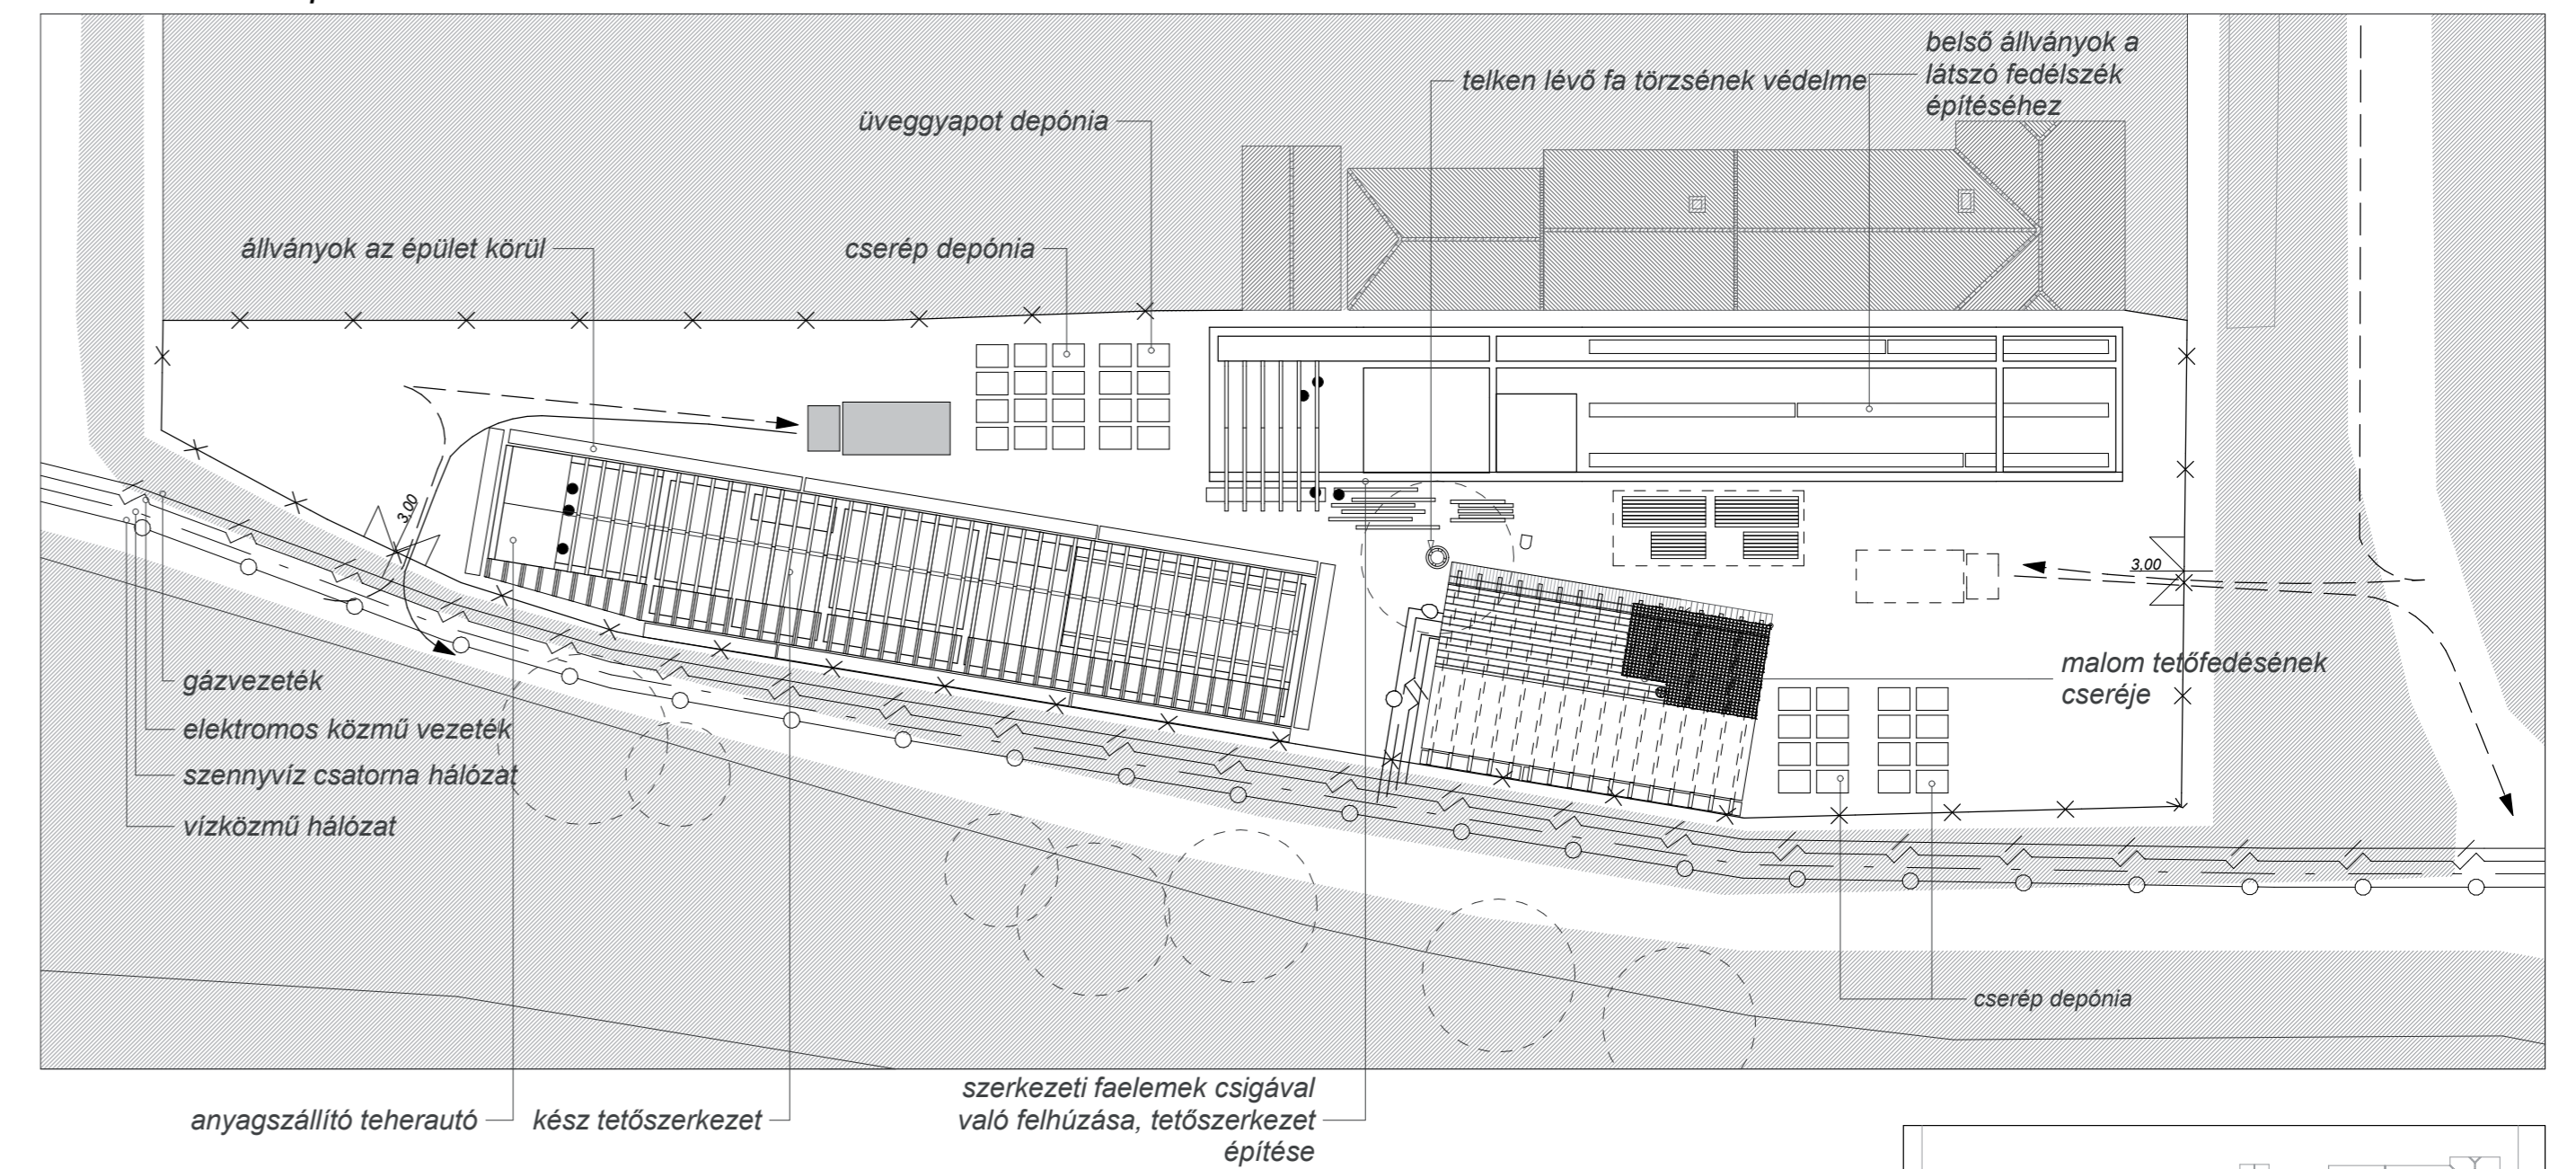 belső állványok a
látszó fedélszék
építéséhez
telken lévő fa törzsének védelme
üveggyapot depónia
állványok az épület körül
cserép depónia
3,00
3,00
malom tetőfedésének
cseréje
gázvezeték
elektromos közmű vezeték
szennyvíz csatorna hálózat
vízközmű hálózat
cserép depónia
anyagszállító teherautó
kész tetőszerkezet
szerkezeti faelemek csigával
való felhúzása, tetőszerkezet
építése